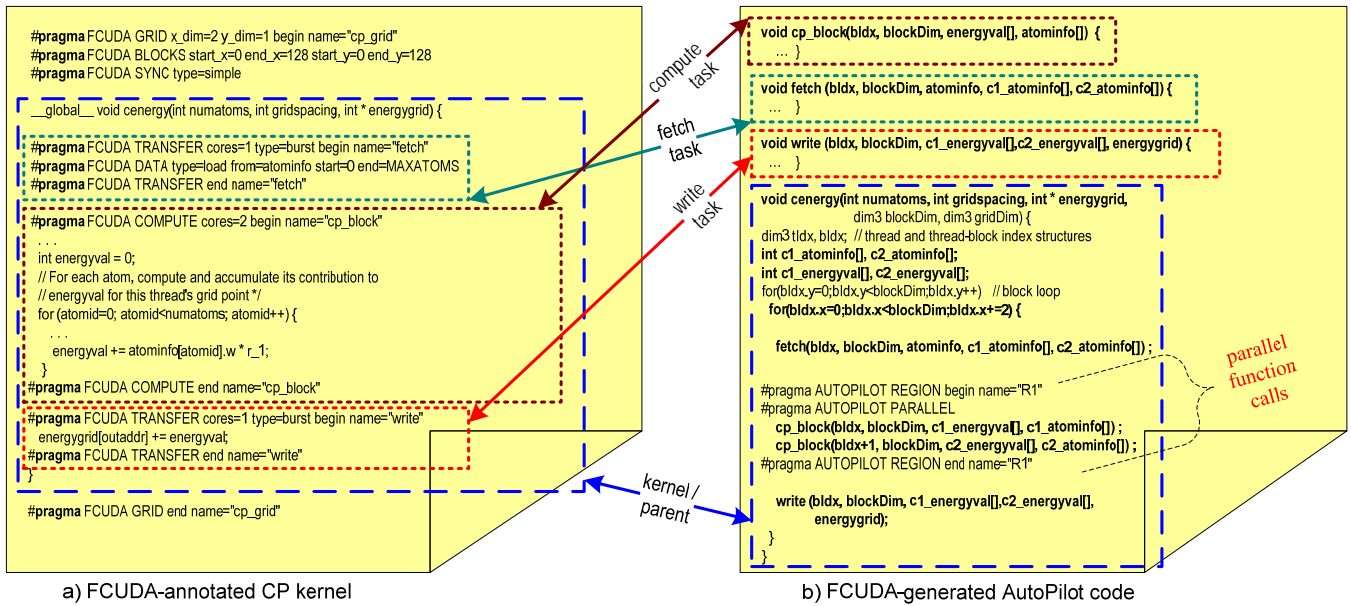 #pragma FCUDA GRID x_dim=2 y_dim=1 begin name="cp_grid"
#pragma FCUDA BLOCKS start_x=0 end_x=128 start_y=0 end_y=128
#pragma FCUDA SYNC type=simple
__global__ void cenergy(int numatoms, int gridspacing, int * energygrid) {
#pragma FCUDA TRANSFER cores=1 type=burst begin name="fetch"
#pragma FCUDA DATA type=load from=atominfo start=0 end=MAXATOMS
#pragma FCUDA TRANSFER end name="fetch"
#pragma FCUDA COMPUTE cores=2 begin name="cp_block"
. . .
int energyval = 0;
// For each atom, compute and accumulate its contribution to
// energyval for this thread's grid point */
for (atomid=0; atomid<numatoms; atomid++) {
. . .
energyval += atominfo[atomid].w * r_1;
}
#pragma FCUDA COMPUTE end name="cp_block"
#pragma FCUDA TRANSFER cores=1 type=burst begin name="write"
energygrid[outaddr] += energyval;
#pragma FCUDA TRANSFER end name="write"
}
#pragma FCUDA GRID end name="cp_grid"
a) FCUDA-annotated CP kernel
compute
task
fetch
task
write
task
kernel /
parent
void cp_block(bIdx, blockDim, energyval[], atominfo[]) {
... }
void fetch (bIdx, blockDim, atominfo, c1_atominfo[], c2_atominfo[]) {
... }
void write (bIdx, blockDim, c1_energyval[],c2_energyval[], energygrid) {
... }
void cenergy(int numatoms, int gridspacing, int * energygrid,
dim3 blockDim, dim3 gridDim) {
dim3 tIdx, bIdx; // thread and thread-block index structures
int c1_atominfo[], c2_atominfo[];
int c1_energyval[], c2_energyval[];
for(bIdx.y=0;bIdx.y<blockDim;bIdx.y++) // block loop
for(bIdx.x=0;bIdx.x<blockDim;bIdx.x+=2) {
fetch(bIdx, blockDim, atominfo, c1_atominfo[], c2_atominfo[]) ;
#pragma AUTOPILOT REGION begin name="R1"
#pragma AUTOPILOT PARALLEL
cp_block(bIdx, blockDim, c1_energyval[], c1_atominfo[]) ;
cp_block(bIdx+1, blockDim, c2_energyval[], c2_atominfo[]) ;
#pragma AUTOPILOT REGION end name="R1"
write (bIdx, blockDim, c1_energyval[],c2_energyval[],
energygrid);
}
}
parallel
function
calls
b) FCUDA-generated AutoPilot code